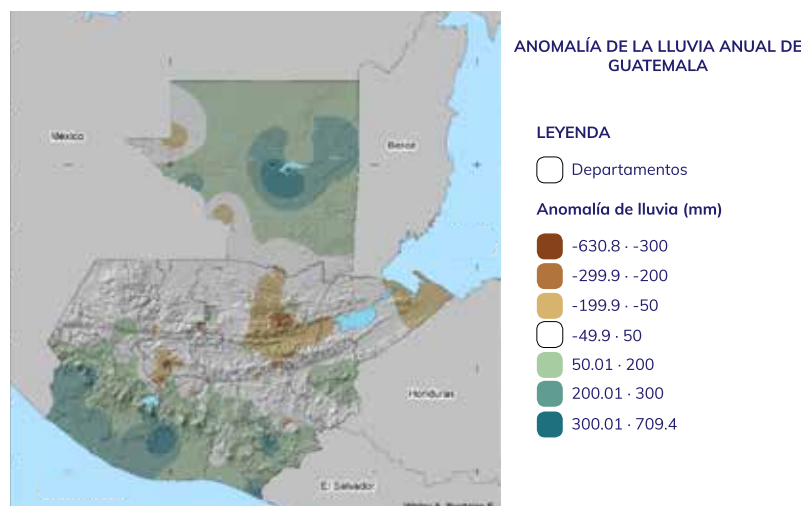 ANOMALÍA DE LA LLUVIA ANUAL DE
GUATEMALA
LEYENDA
Departamentos
Anomalía de lluvia (mm)
-630.8 · -300
-299.9 · -200
-199.9 · -50
-49.9 · 50
50.01 · 200
200.01 · 300
300.01 · 709.4
México
Belice
Honduras
El Salvador